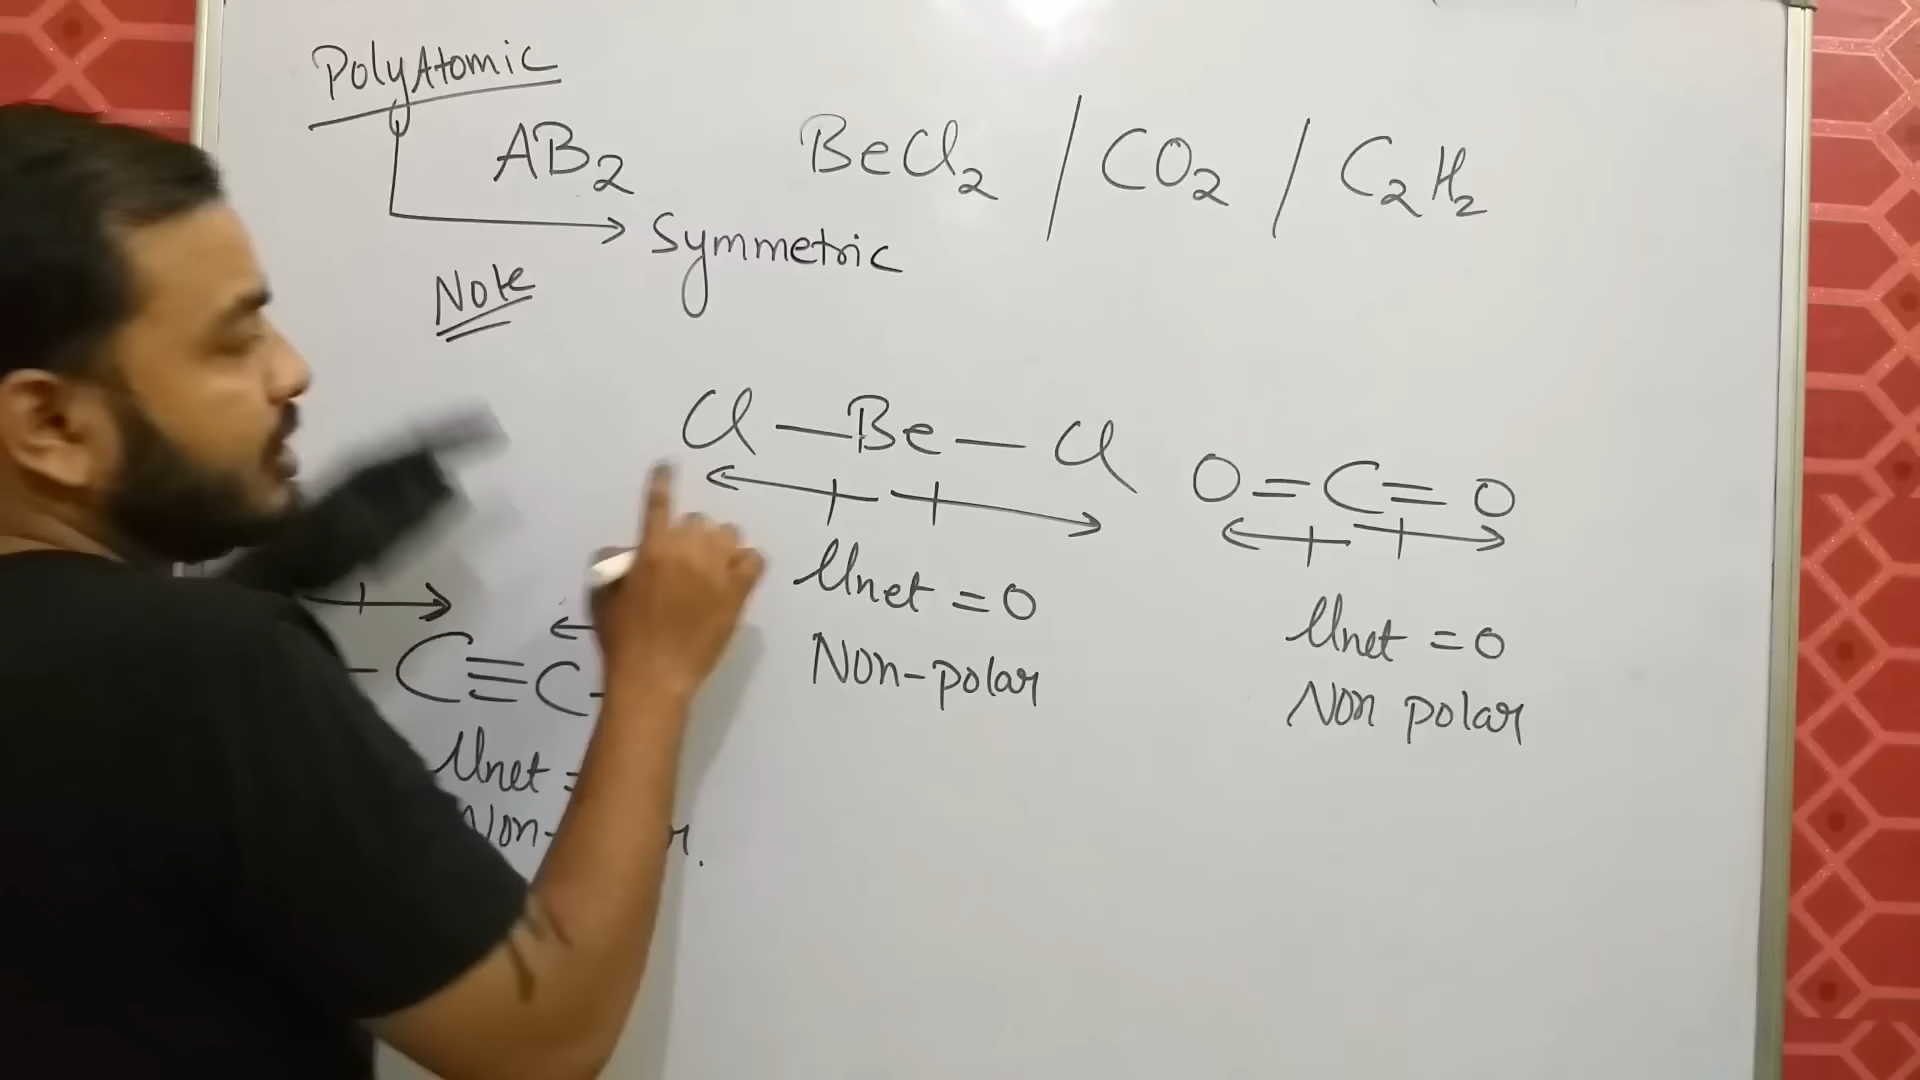 PolyAtomic
AB2 BeCl2 / CO2 / C2H2
Symmetric
Note
Cl — Be — Cl
O = C = O
C ≡ C -
μnet = 0
Non-polar
μnet = 0
Non polar
μnet =
Non-